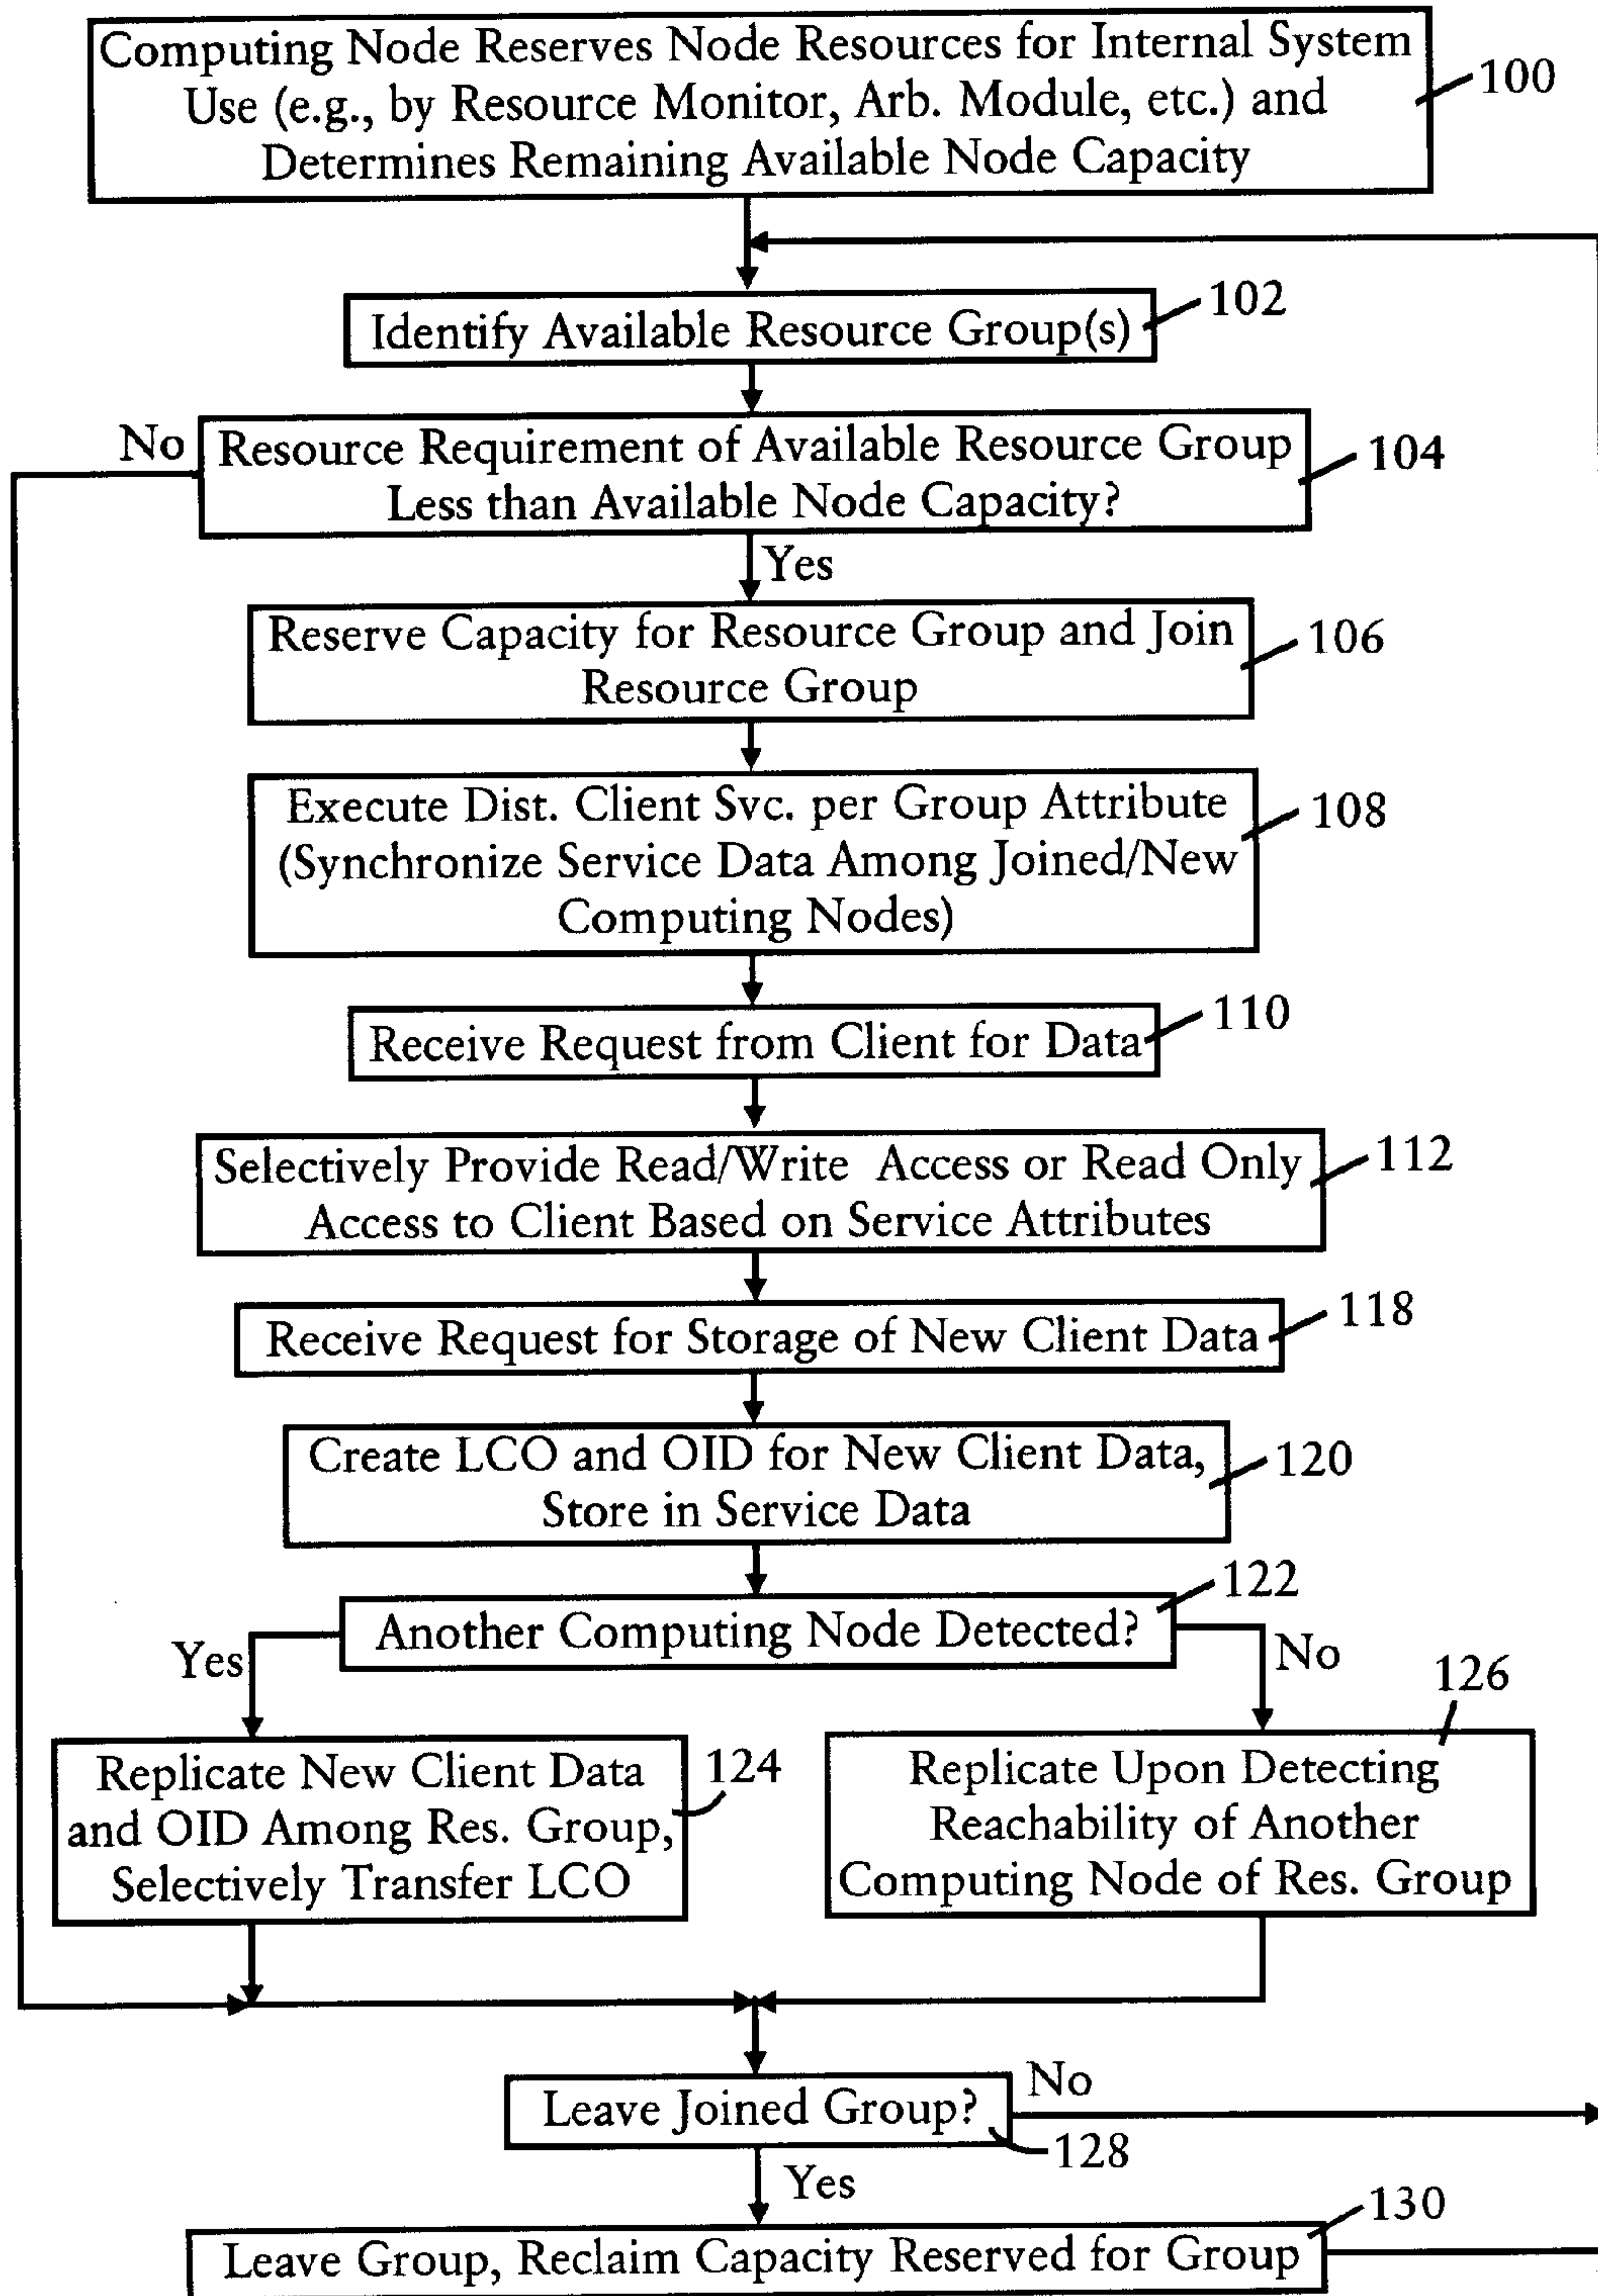 Computing Node Reserves Node Resources for Internal System
Use (e.g., by Resource Monitor, Arb. Module, etc.) and
Determines Remaining Available Node Capacity
100
Identify Available Resource Group(s)
102
No
Resource Requirement of Available Resource Group
Less than Available Node Capacity?
104
Yes
Reserve Capacity for Resource Group and Join
Resource Group
106
Execute Dist. Client Svc. per Group Attribute
(Synchronize Service Data Among Joined/New
Computing Nodes)
108
Receive Request from Client for Data
110
Selectively Provide Read/Write Access or Read Only
Access to Client Based on Service Attributes
112
Receive Request for Storage of New Client Data
118
Create LCO and OID for New Client Data,
Store in Service Data
120
Another Computing Node Detected?
122
Yes
No
Replicate New Client Data
and OID Among Res. Group,
Selectively Transfer LCO
124
Replicate Upon Detecting
Reachability of Another
Computing Node of Res. Group
126
Leave Joined Group?
No
128
Yes
Leave Group, Reclaim Capacity Reserved for Group
130